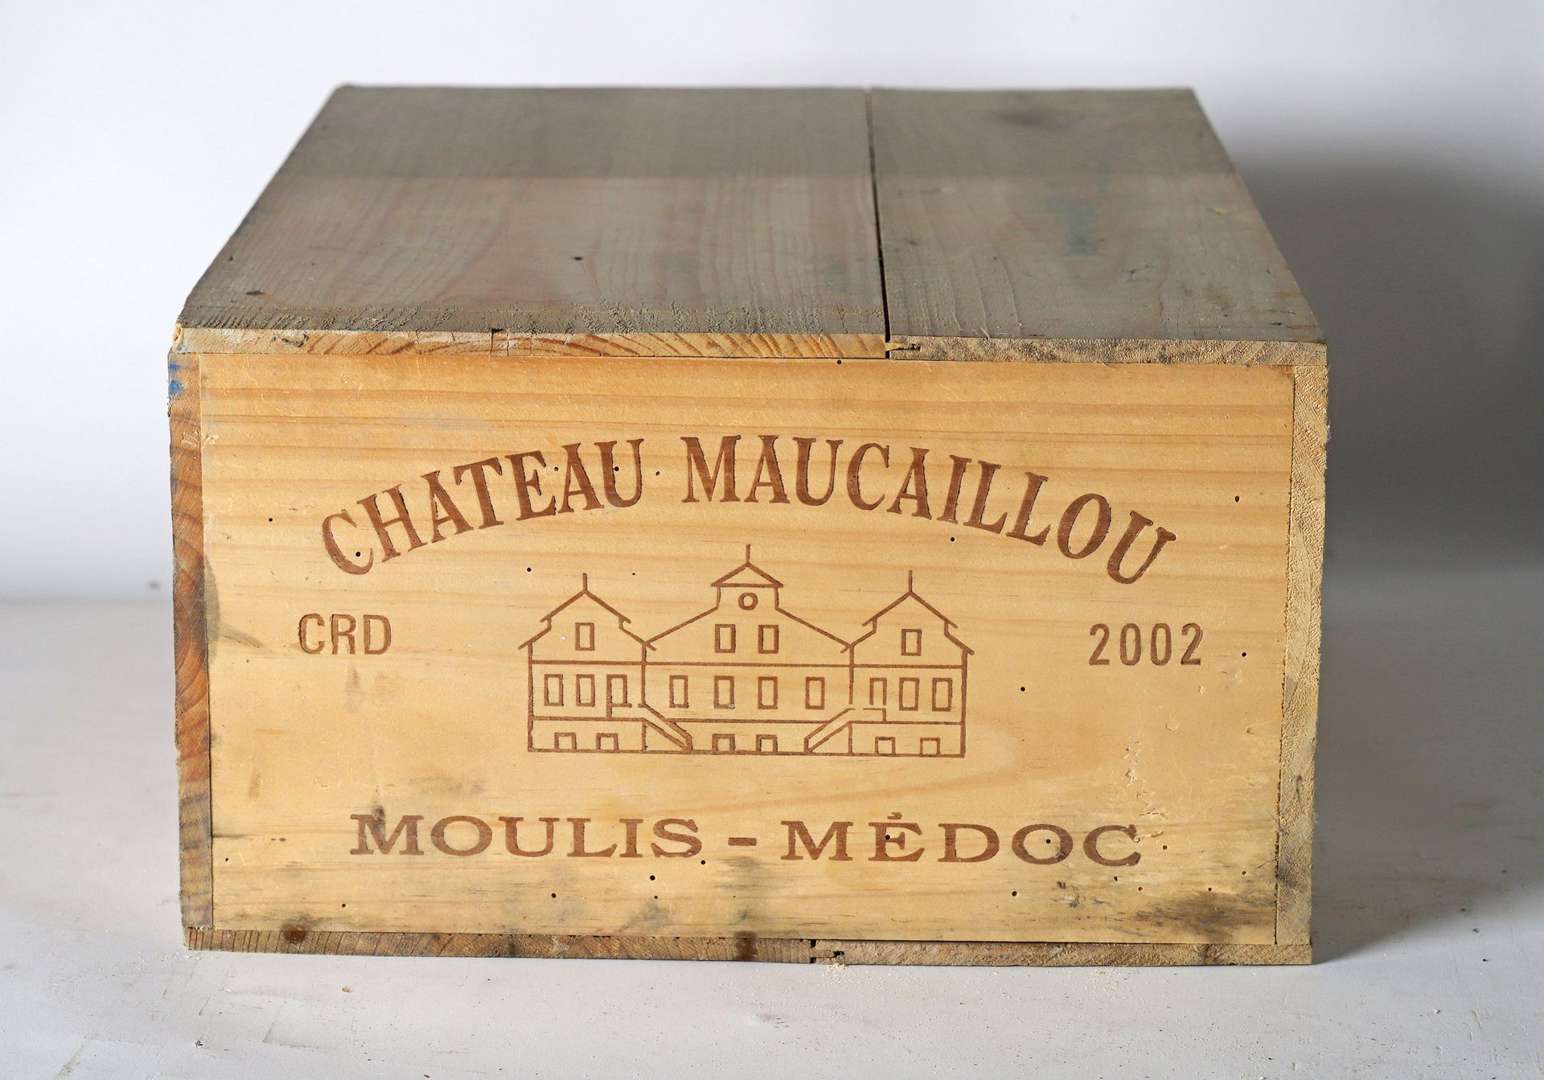 CHATEAU MAUCAILLOU
CRD 2002
MOULIS - MÉDOC